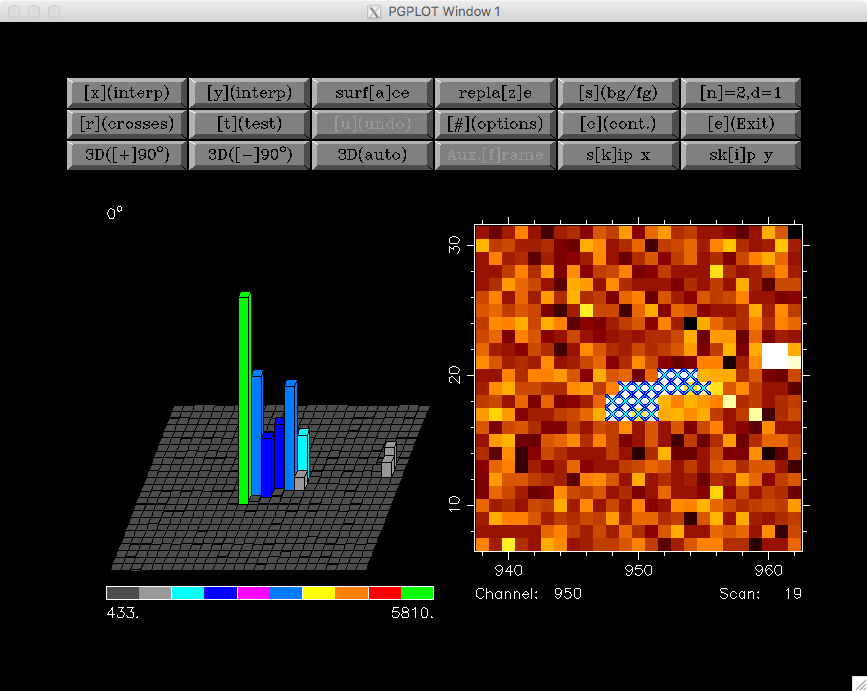 PGPLOT Window 1
[x](interp) [y](interp) surf[a]ce repla[z]e [s](bg/fg) [n]=2,d=1
[r](crosses) [t](test) [u](undo) [#](options) [c](cont.) [e](Exit)
3D([+]90°) 3D([−]90°) 3D(auto) Aux.[f]rame s[k]ip x sk[i]p y
0°
30
20
10
940 950 960
Channel: 950 Scan: 19
433. 5810.